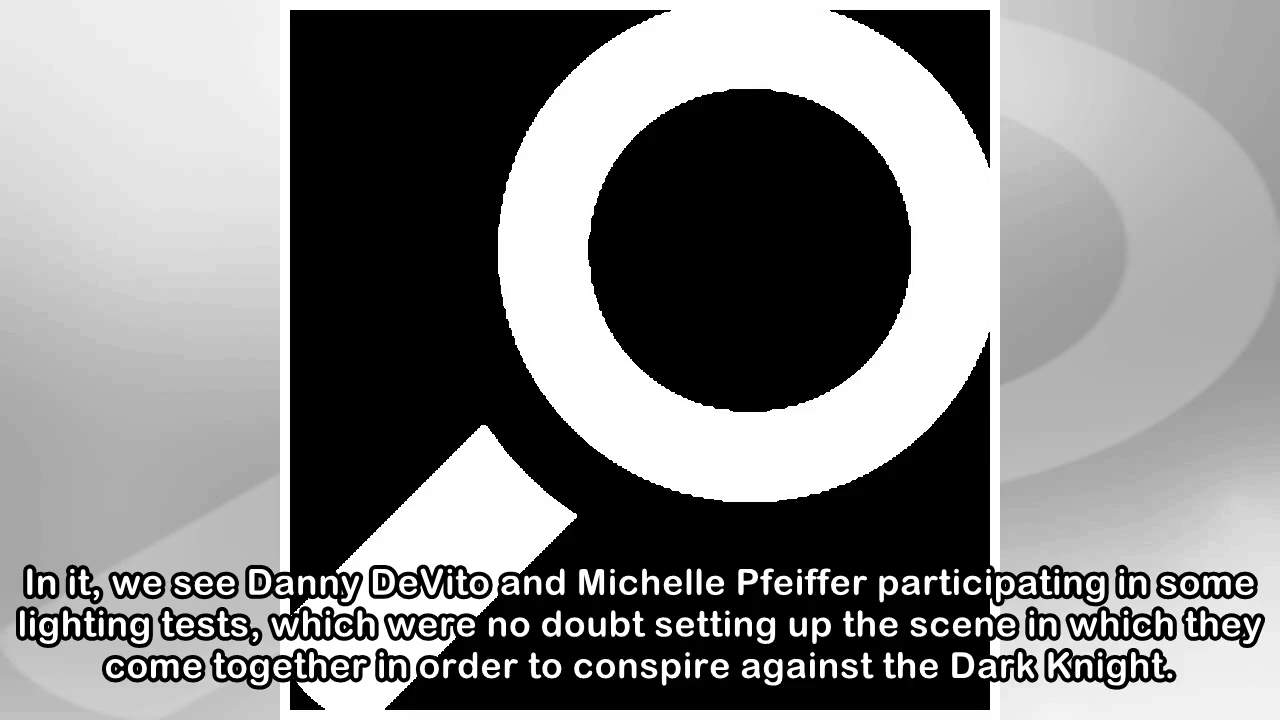 In it, we see Danny DeVito and Michelle Pfeiffer participating in some
lighting tests, which were no doubt setting up the scene in which they
come together in order to conspire against the Dark Knight.